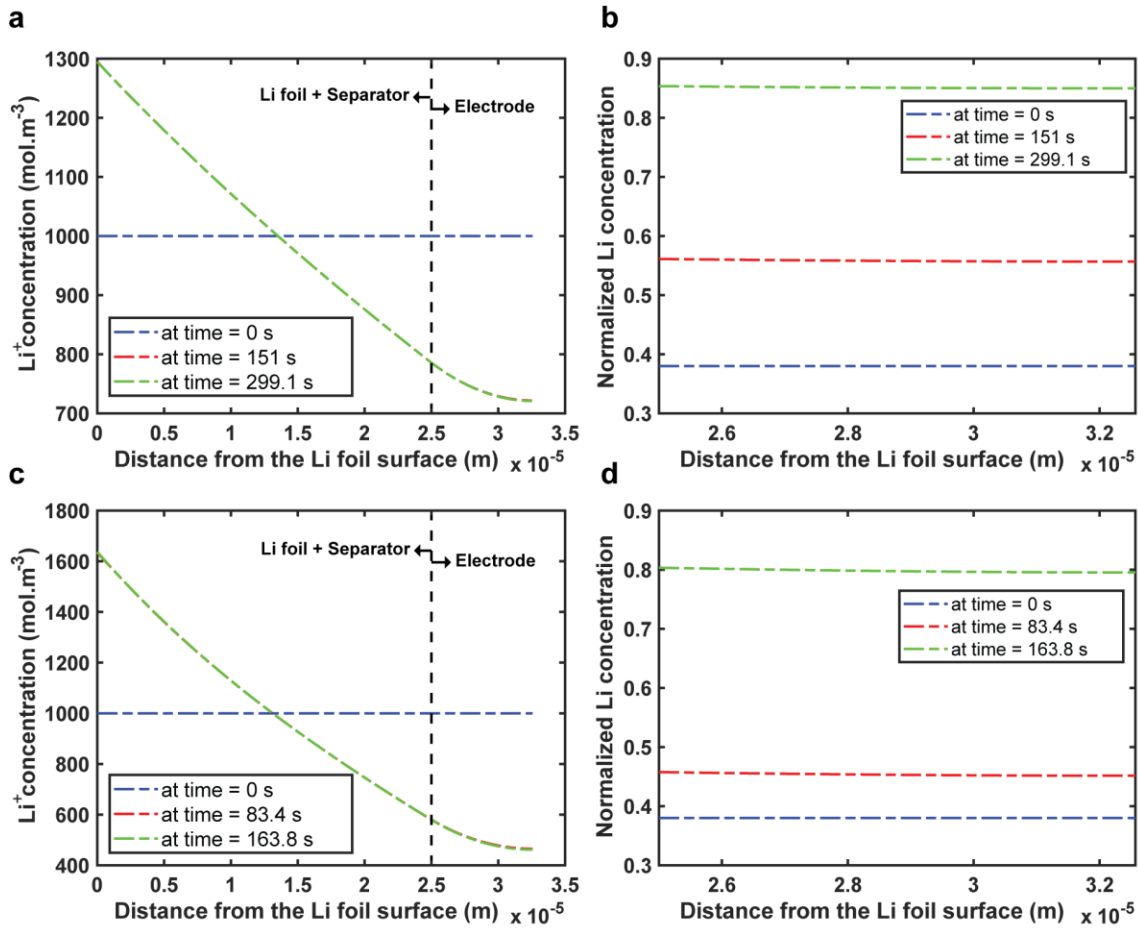 a
1300
1200
1100
1000
900
800
700
Li+ concentration (mol.m-3)
Li foil + Separator
Electrode
at time = 0 s
at time = 151 s
at time = 299.1 s
0 0.5 1 1.5 2 2.5 3 3.5
Distance from the Li foil surface (m) x 10-5
b
0.9
0.8
0.7
0.6
0.5
0.4
0.3
Normalized Li concentration
at time = 0 s
at time = 151 s
at time = 299.1 s
2.6 2.8 3 3.2
Distance from the Li foil surface (m) x 10-5
c
1800
1600
1400
1200
1000
800
600
400
Li+ concentration (mol.m-3)
Li foil + Separator
Electrode
at time = 0 s
at time = 83.4 s
at time = 163.8 s
0 0.5 1 1.5 2 2.5 3 3.5
Distance from the Li foil surface (m) x 10-5
d
0.9
0.8
0.7
0.6
0.5
0.4
0.3
Normalized Li concentration
at time = 0 s
at time = 83.4 s
at time = 163.8 s
2.6 2.8 3 3.2
Distance from the Li foil surface (m) x 10-5